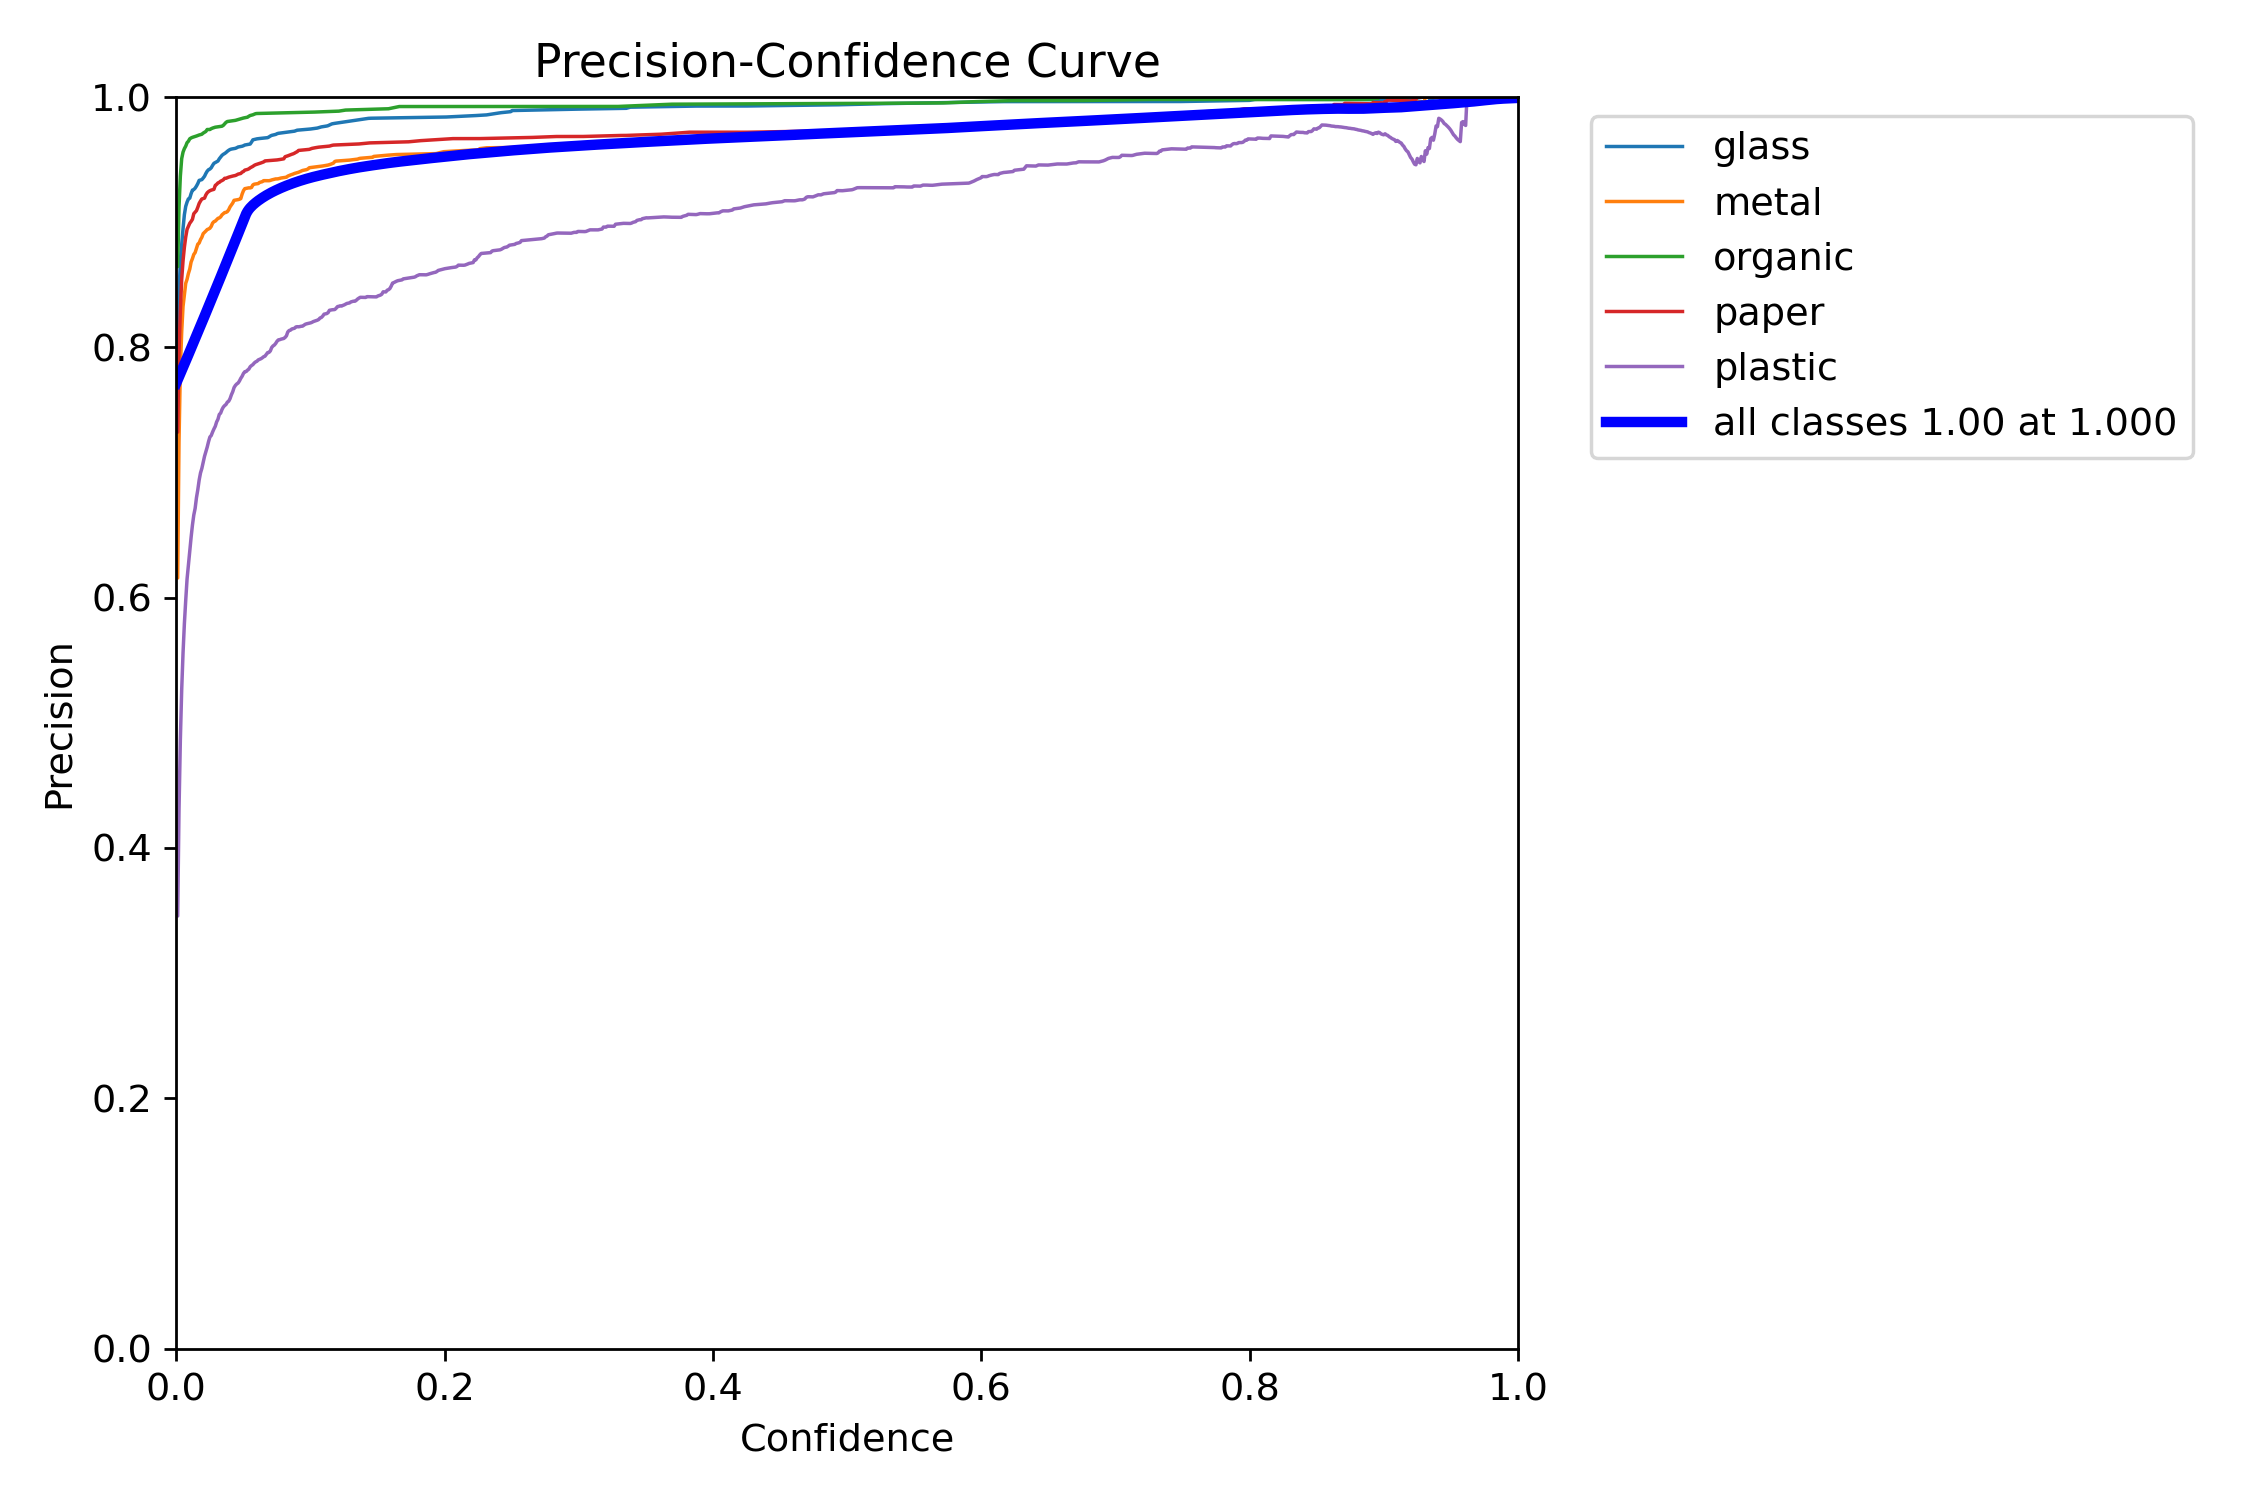 Precision-Confidence Curve
1.0
0.8
0.6
0.4
0.2
0.0
Precision
0.0 0.2 0.4 0.6 0.8 1.0
Confidence
glass
metal
organic
paper
plastic
all classes 1.00 at 1.000